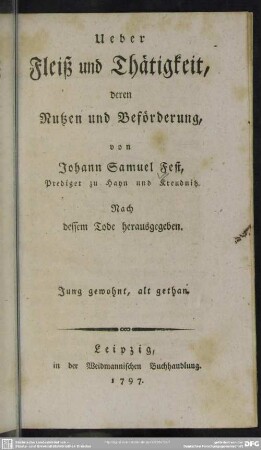 Ueber
Fleiß und Thätigkeit,
deren
Nutzen und Beförderung,
von
Johann Samuel Fest,
Prediger zu Hayn und Kreudnitz.
Nach
dessem Tode herausgegeben.
Jung gewohnt, alt gethan.
Leipzig,
in der Weidmannischen Buchhandlung.
1797.
DFG